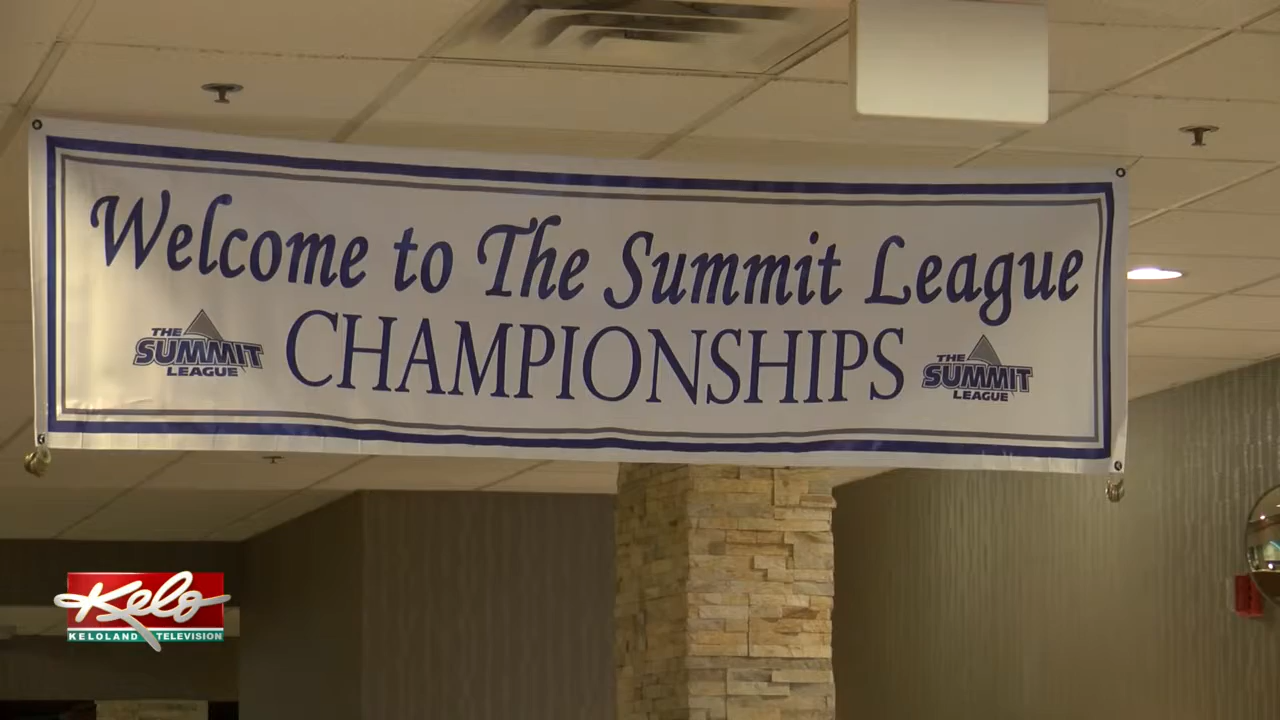 Welcome to The Summit League
CHAMPIONSHIPS
THE
SUMMIT
LEAGUE
THE
SUMMIT
LEAGUE
Kelo
KELOLAND TELEVISION